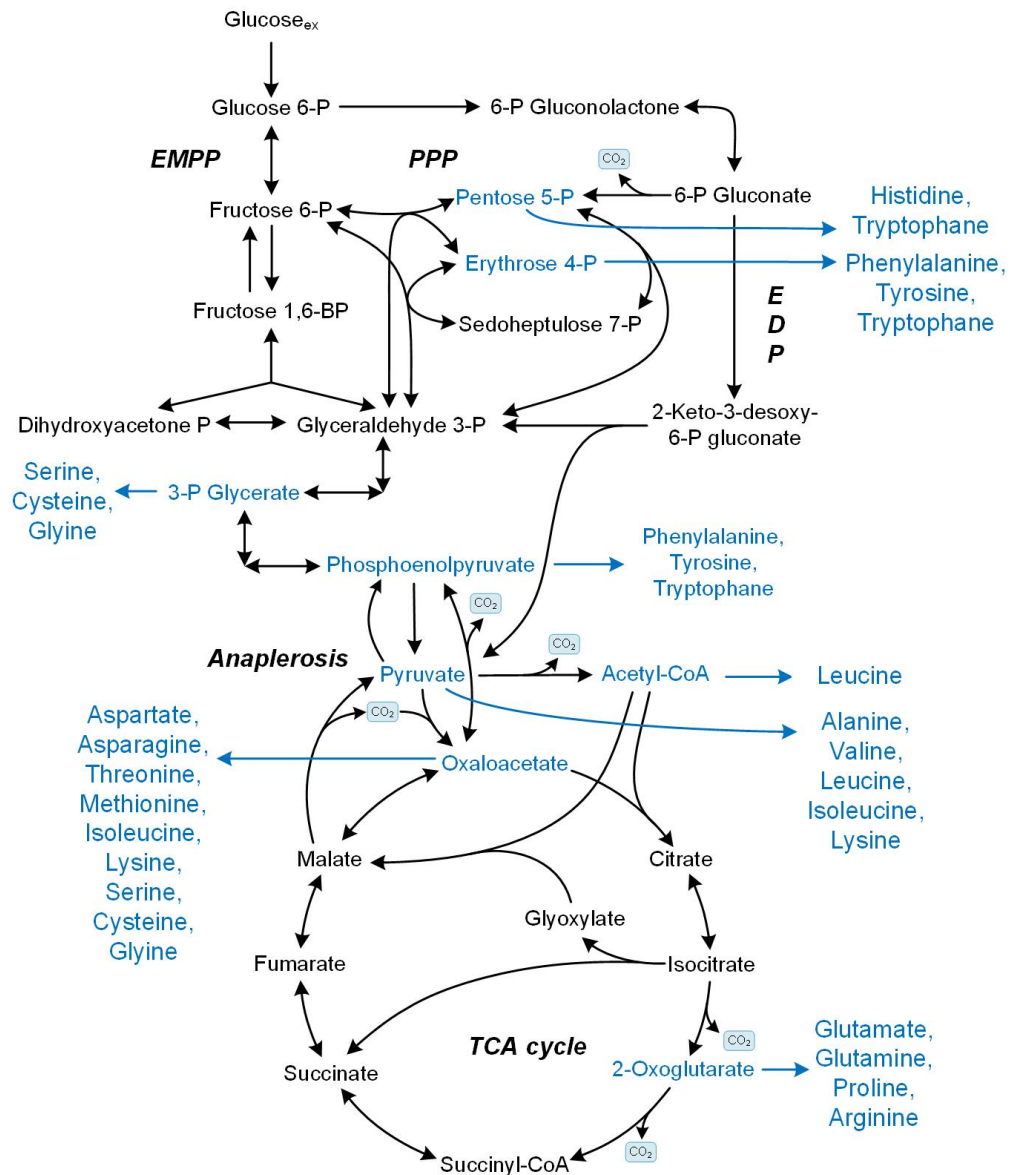 Glucoseex
Glucose 6-P
6-P Gluconolactone
EMPP
PPP
CO2
Pentose 5-P
6-P Gluconate
Histidine,
Tryptophane
Fructose 6-P
Erythrose 4-P
Phenylalanine,
Tyrosine,
Tryptophane
E
D
P
Fructose 1,6-BP
Sedoheptulose 7-P
Dihydroxyacetone P
Glyceraldehyde 3-P
2-Keto-3-desoxy-
6-P gluconate
Serine,
Cysteine,
Glyine
3-P Glycerate
Phosphoenolpyruvate
Phenylalanine,
Tyrosine,
Tryptophane
CO2
Anaplerosis
Pyruvate
CO2
Acetyl-CoA
Leucine
CO2
Aspartate,
Asparagine,
Threonine,
Methionine,
Isoleucine,
Lysine,
Serine,
Cysteine,
Glyine
Oxaloacetate
Alanine,
Valine,
Leucine,
Isoleucine,
Lysine
Malate
Citrate
Glyoxylate
Fumarate
Isocitrate
CO2
TCA cycle
Succinate
2-Oxoglutarate
Glutamate,
Glutamine,
Proline,
Arginine
CO2
Succinyl-CoA